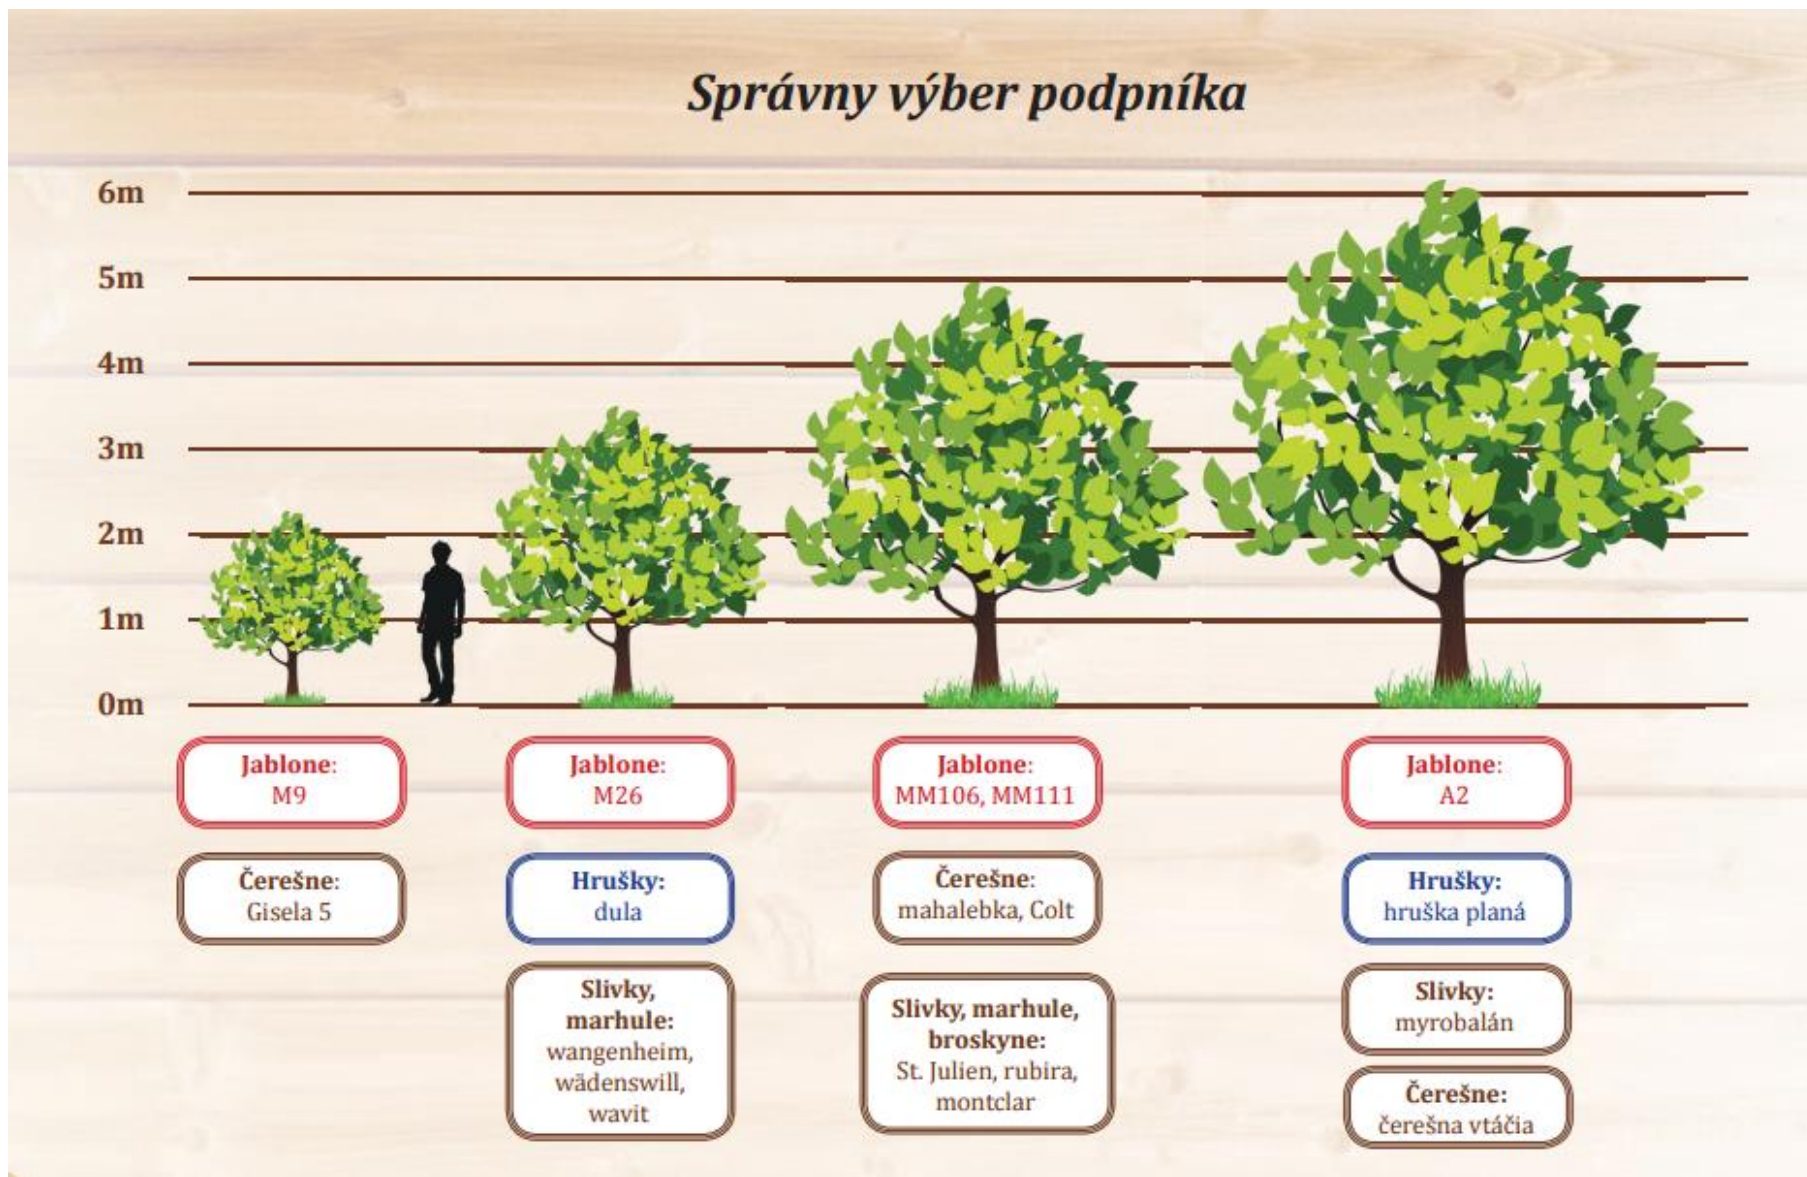 Správny výber podpníka
6m
5m
4m
3m
2m
1m
0m
Jablone:
M9
Čerešne:
Gisela 5
Jablone:
M26
Hrušky:
dula
Slivky,
marhule:
wangenheim,
wädenswill,
wavit
Jablone:
MM106, MM111
Čerešne:
mahalebka, Colt
Slivky, marhule,
broskyne:
St. Julien, rubira,
montclar
Jablone:
A2
Hrušky:
hruška planá
Slivky:
myrobalán
Čerešne:
čerešna vtáčia